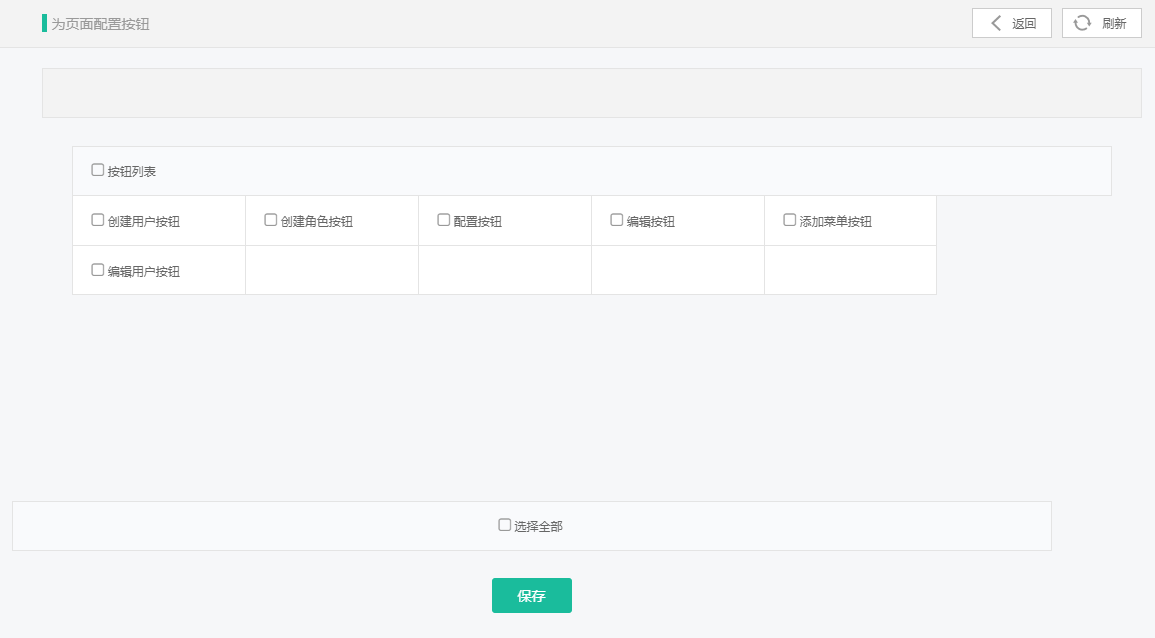 为页面配置按钮 返回 刷新
按钮列表
创建用户按钮 创建角色按钮 配置按钮 编辑按钮 添加菜单按钮
编辑用户按钮
选择全部
保存